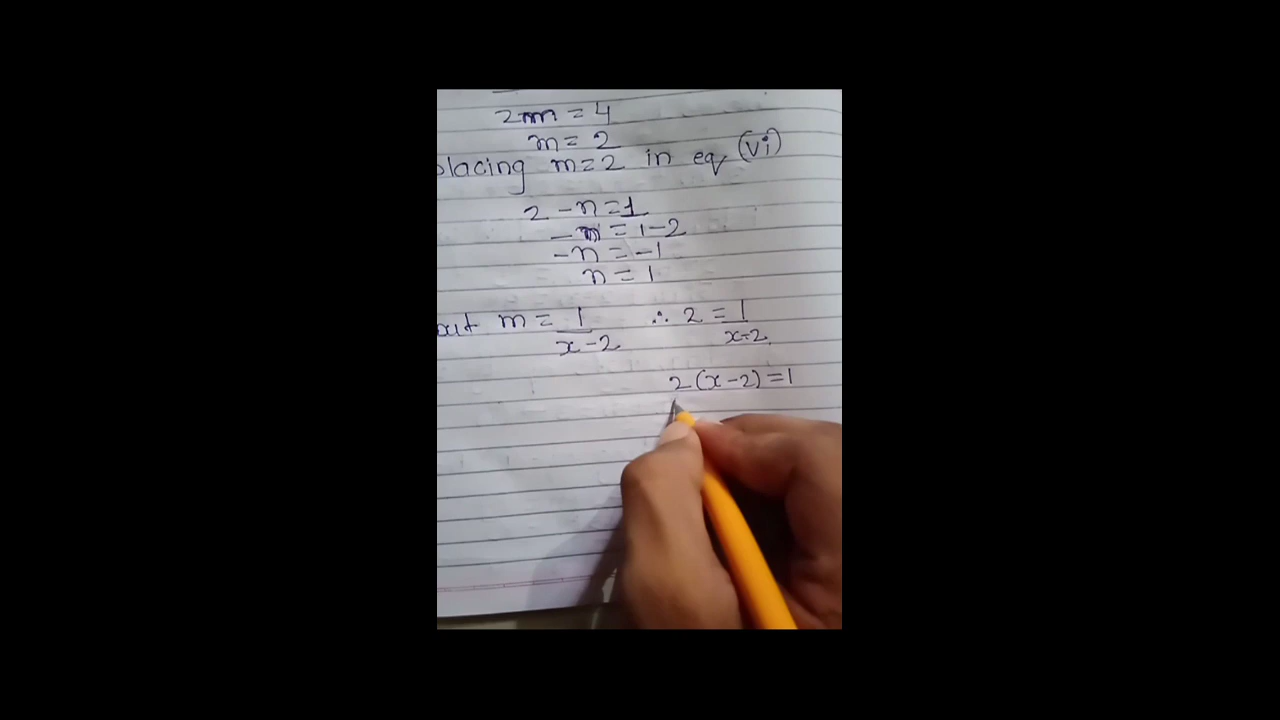 2m = 4
m = 2
placing m=2 in eq (vi)
2 - n = 1
- n = 1-2
-n = -1
n = 1
but m = 1/x-2 ∴ 2 = 1/x-2
2(x-2) = 1